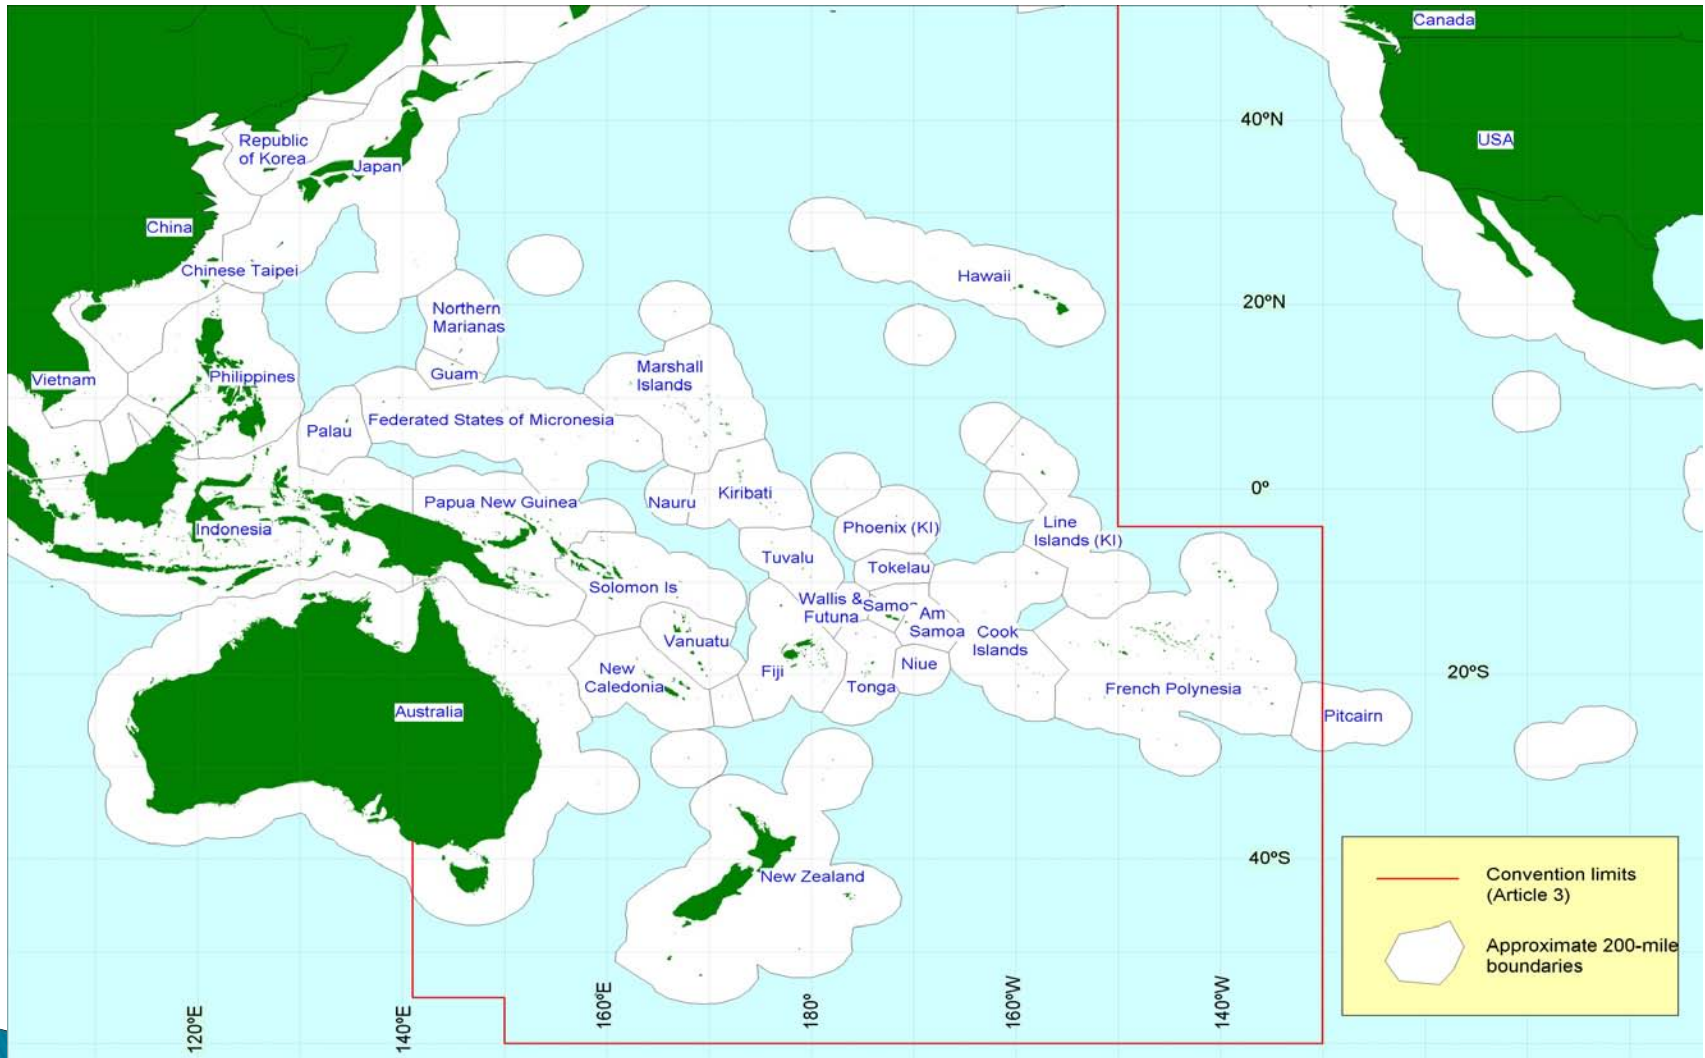 Canada
40ºN
USA
Republic
of Korea
Japan
China
Chinese Taipei
Hawaii
20ºN
Northern
Marianas
Guam
Marshall
Islands
Vietnam
Philippines
Federated States of Micronesia
Palau
0º
Papua New Guinea
Nauru
Kiribati
Indonesia
Phoenix (KI)
Line
Islands (KI)
Tuvalu
Tokelau
Solomon Is
Wallis &
Futuna
Samoa
Am
Samoa
Vanuatu
Cook
Islands
Fiji
Niue
New
Caledonia
Tonga
French Polynesia
20ºS
Australia
Pitcairn
40ºS
New Zealand
Convention limits
(Article 3)
Approximate 200-mile
boundaries
120ºE
140ºE
160ºE
180º
160ºW
140ºW